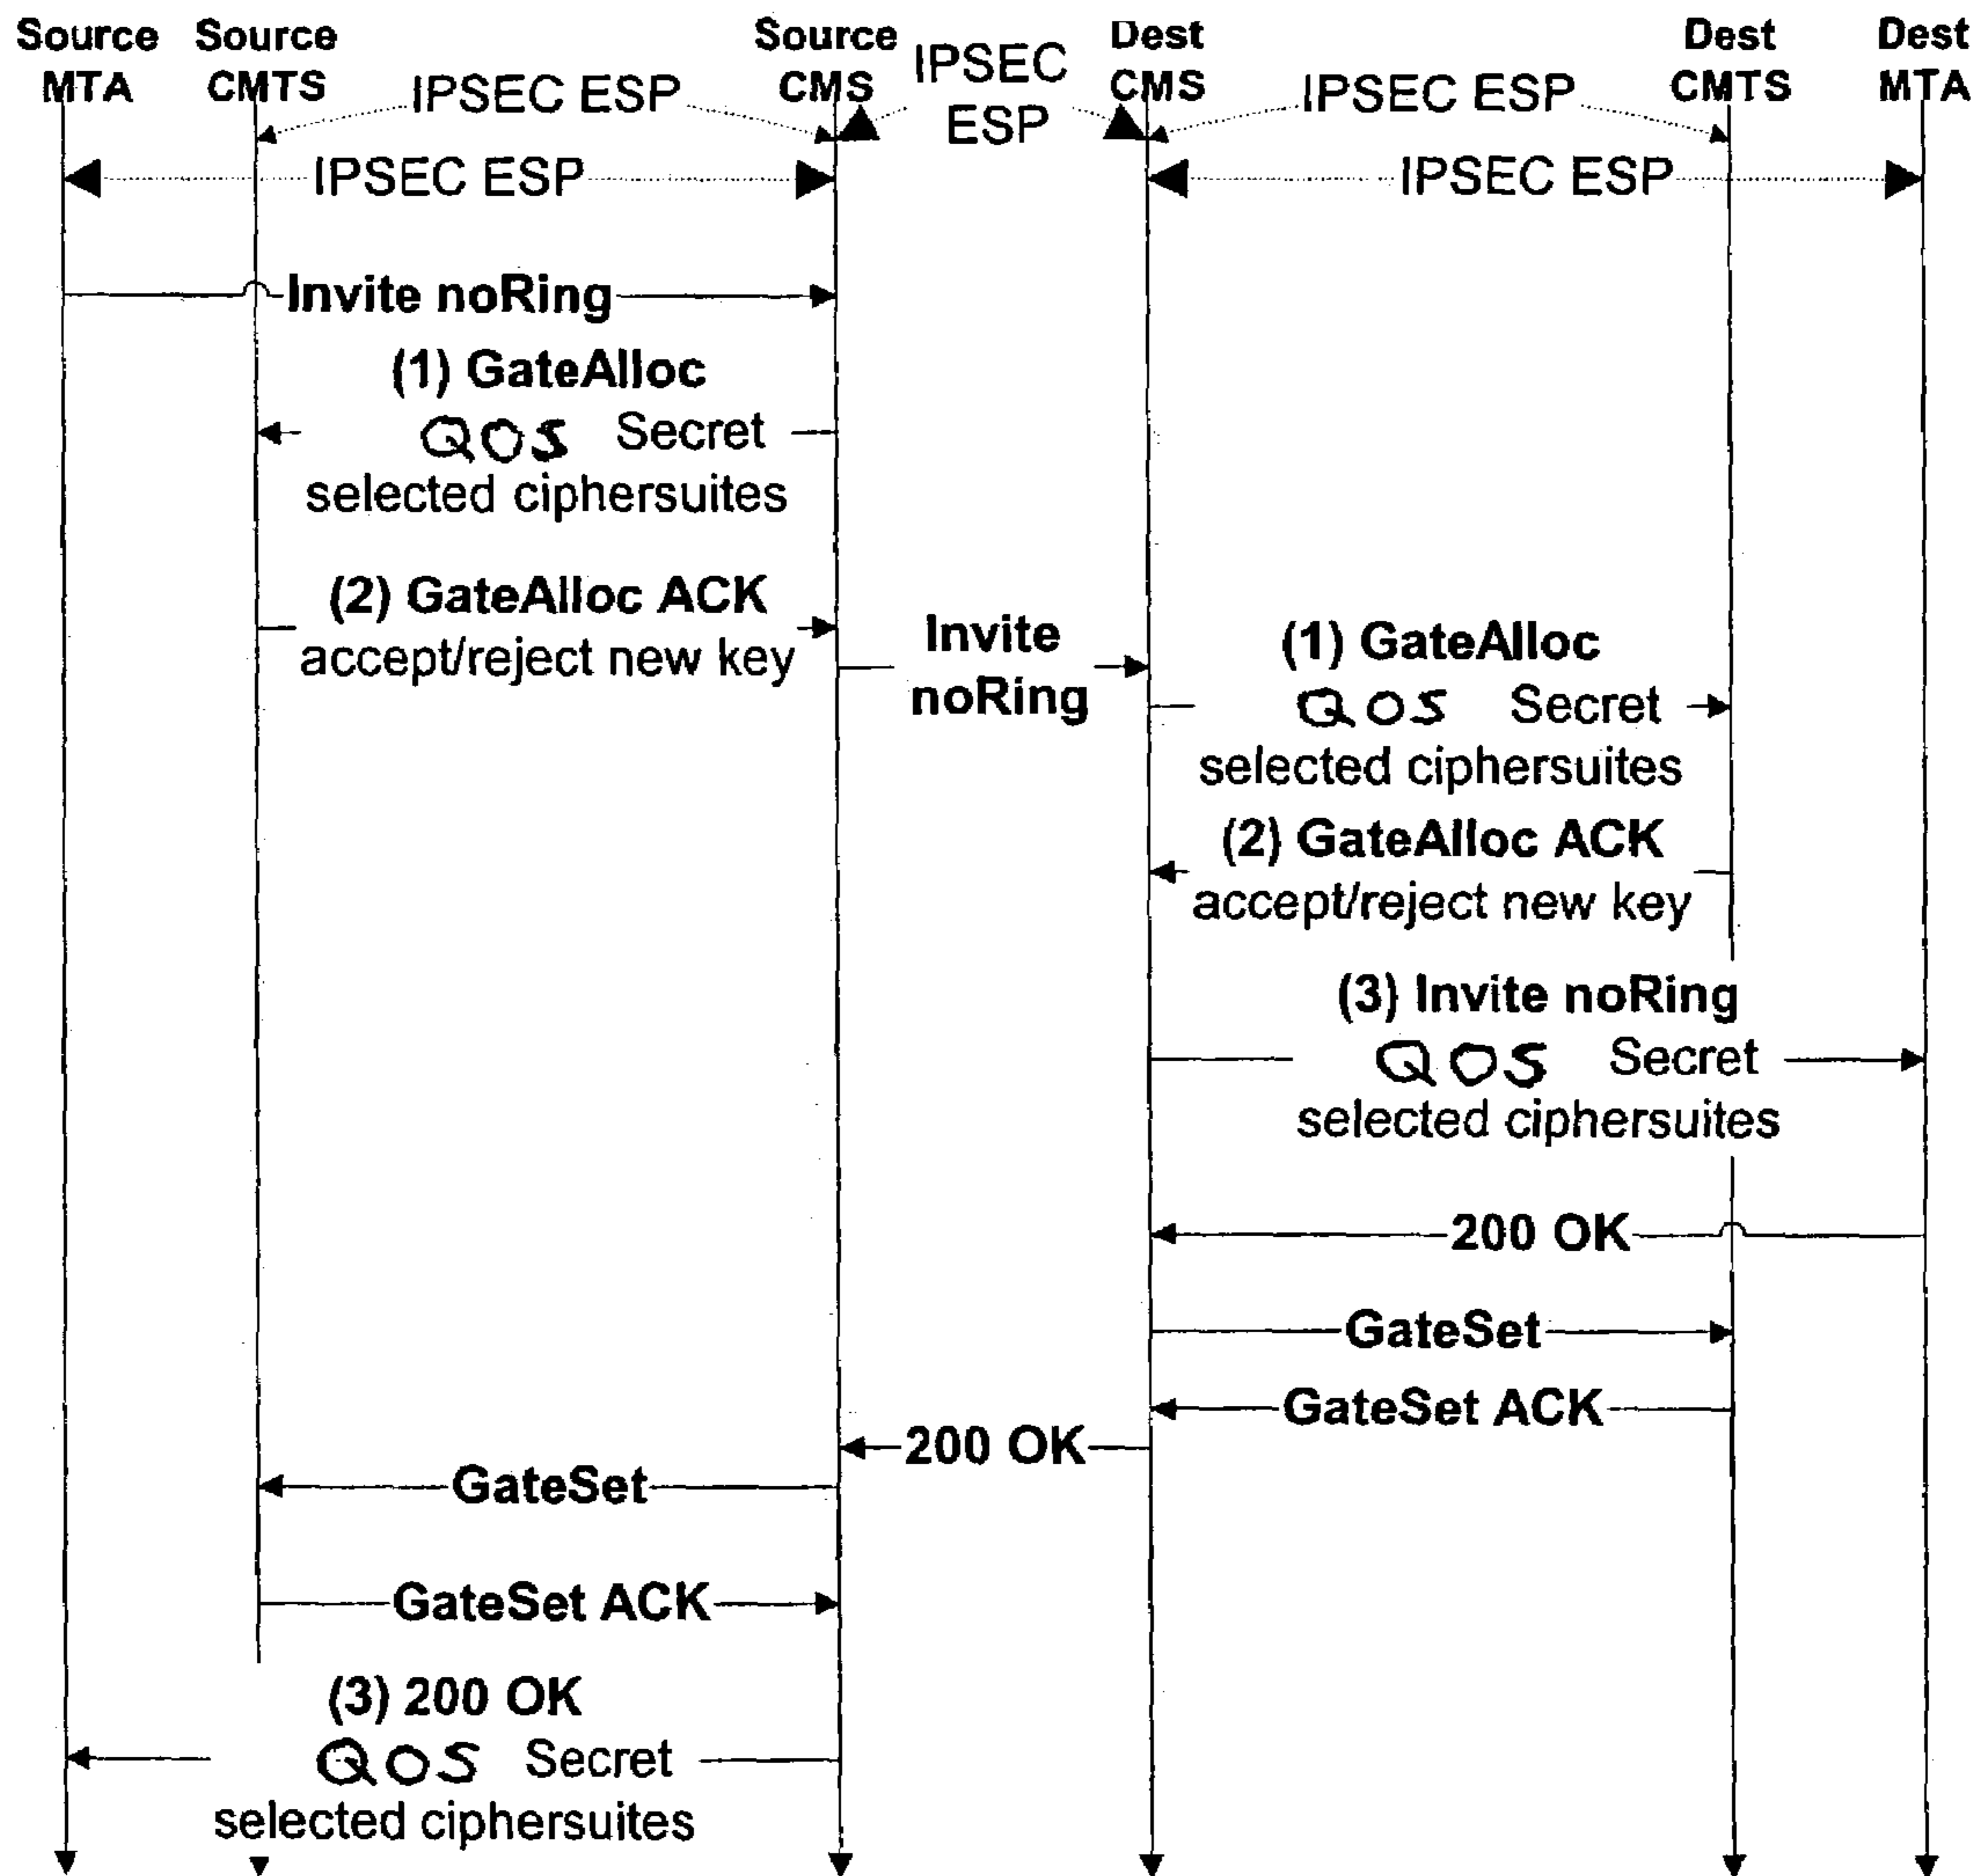 Source MTA
Source CMTS
Source CMS
Dest CMS
Dest CMTS
Dest MTA
IPSEC ESP
IPSEC ESP
IPSEC ESP
IPSEC ESP
IPSEC ESP
Invite noRing
(1) GateAlloc
QOS Secret
selected ciphersuites
(2) GateAlloc ACK
accept/reject new key
Invite
noRing
(1) GateAlloc
QOS Secret
selected ciphersuites
(2) GateAlloc ACK
accept/reject new key
(3) Invite noRing
QOS Secret
selected ciphersuites
200 OK
GateSet
GateSet ACK
200 OK
GateSet
GateSet ACK
(3) 200 OK
QOS Secret
selected ciphersuites